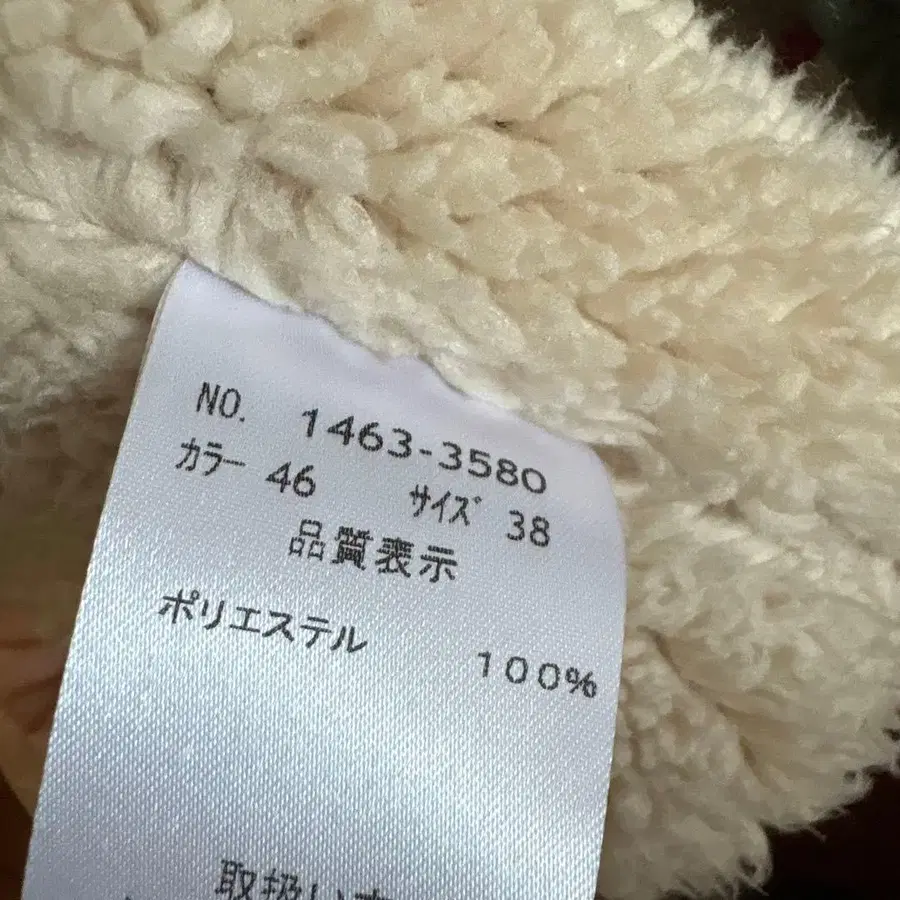 NO. 1463-3580
カラー 46 サイズ 38
品質表示
ポリエステル 100%
取扱い